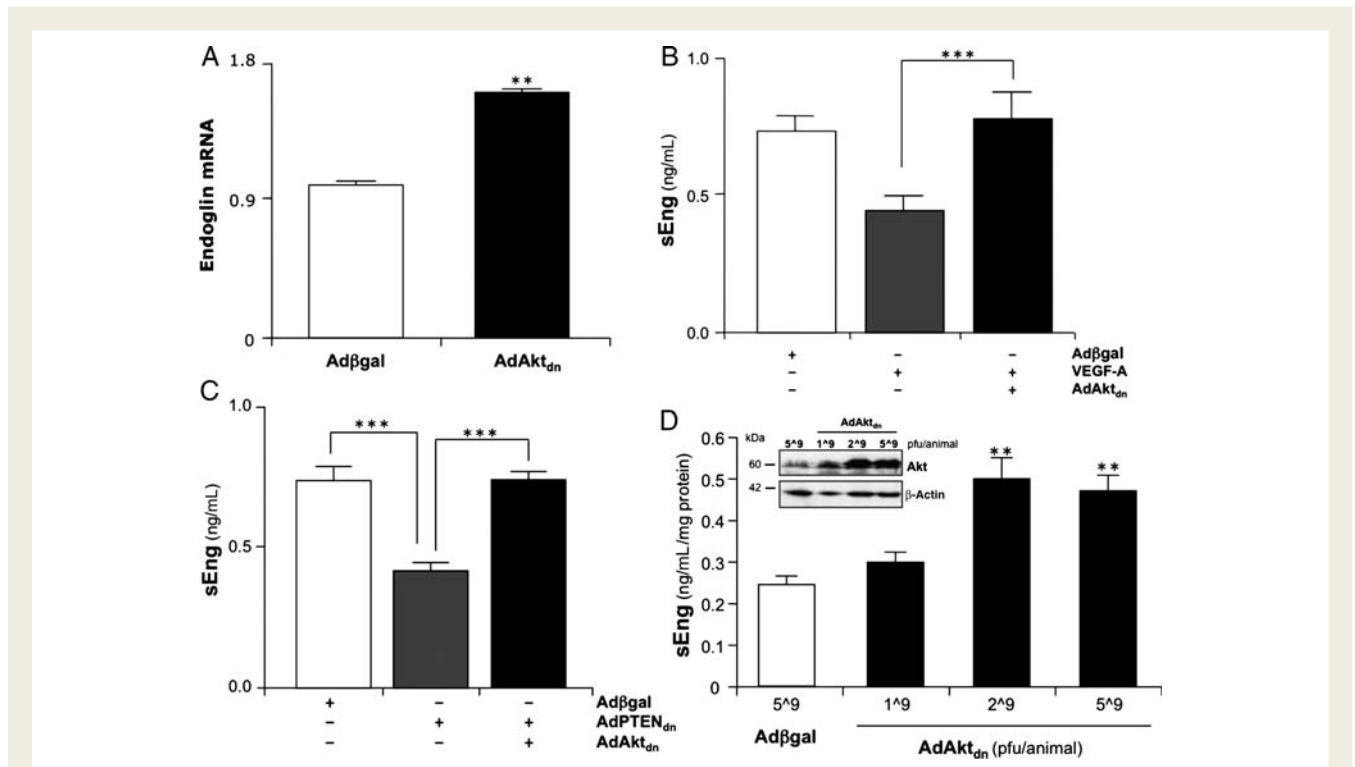 A
1.8
0.9
0
Endoglin mRNA
**
Adβgal
AdAktdn
B
1.0
0.5
0.0
sEng (ng/mL)
***
+ – – Adβgal
– + + VEGF-A
– – + AdAktdn
C
1.0
0.5
0.0
sEng (ng/mL)
***
***
+ – – Adβgal
– + + AdPTENdn
– – + AdAktdn
D
0.6
0.5
0.4
0.3
0.2
0.1
0
sEng (ng/mL/mg protein)
AdAktdn
kDa 5^9 1^9 2^9 5^9 pfu/animal
60 Akt
42 β-Actin
**
**
5^9 1^9 2^9 5^9
Adβgal
AdAktdn (pfu/animal)